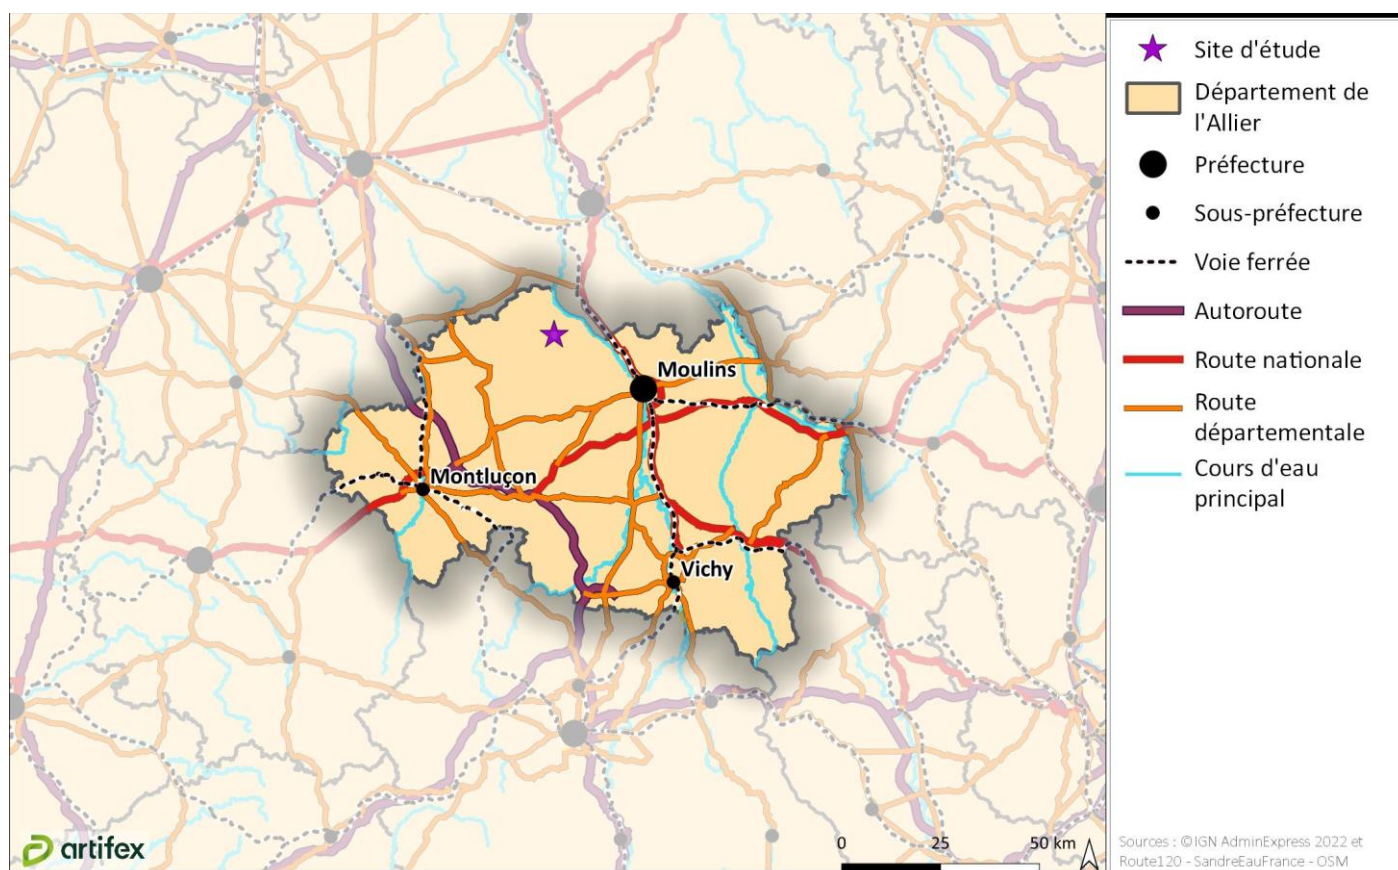 Site d'étude
Département de
l'Allier
Préfecture
Sous-préfecture
Voie ferrée
Autoroute
Route nationale
Route
départementale
Cours d'eau
principal
Moulins
Montluçon
Vichy
artifex
0 25 50 km
Sources : ©IGN AdminExpress 2022 et
Route120 - SandreEauFrance - OSM